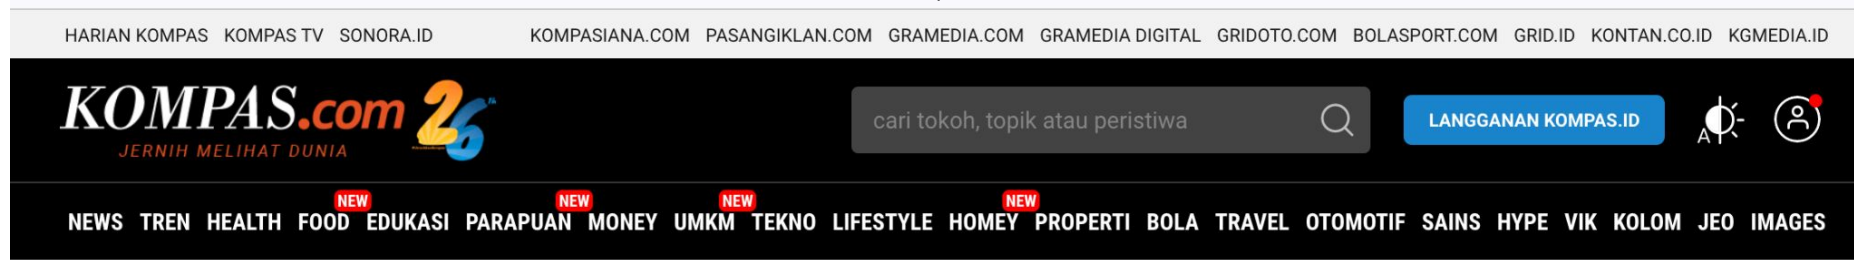 HARIAN KOMPAS KOMPAS TV SONORA.ID KOMPASIANA.COM PASANGIKLAN.COM GRAMEDIA.COM GRAMEDIA DIGITAL GRIDOTO.COM BOLASPORT.COM GRID.ID KONTAN.CO.ID KGMEDIA.ID
KOMPAS.com 26
JERNIH MELIHAT DUNIA
cari tokoh, topik atau peristiwa
LANGGANAN KOMPAS.ID
A
NEW NEW NEW NEW
NEWS TREN HEALTH FOOD EDUKASI PARAPUAN MONEY UMKM TEKNO LIFESTYLE HOMEY PROPERTI BOLA TRAVEL OTOMOTIF SAINS HYPE VIK KOLOM JEO IMAGES